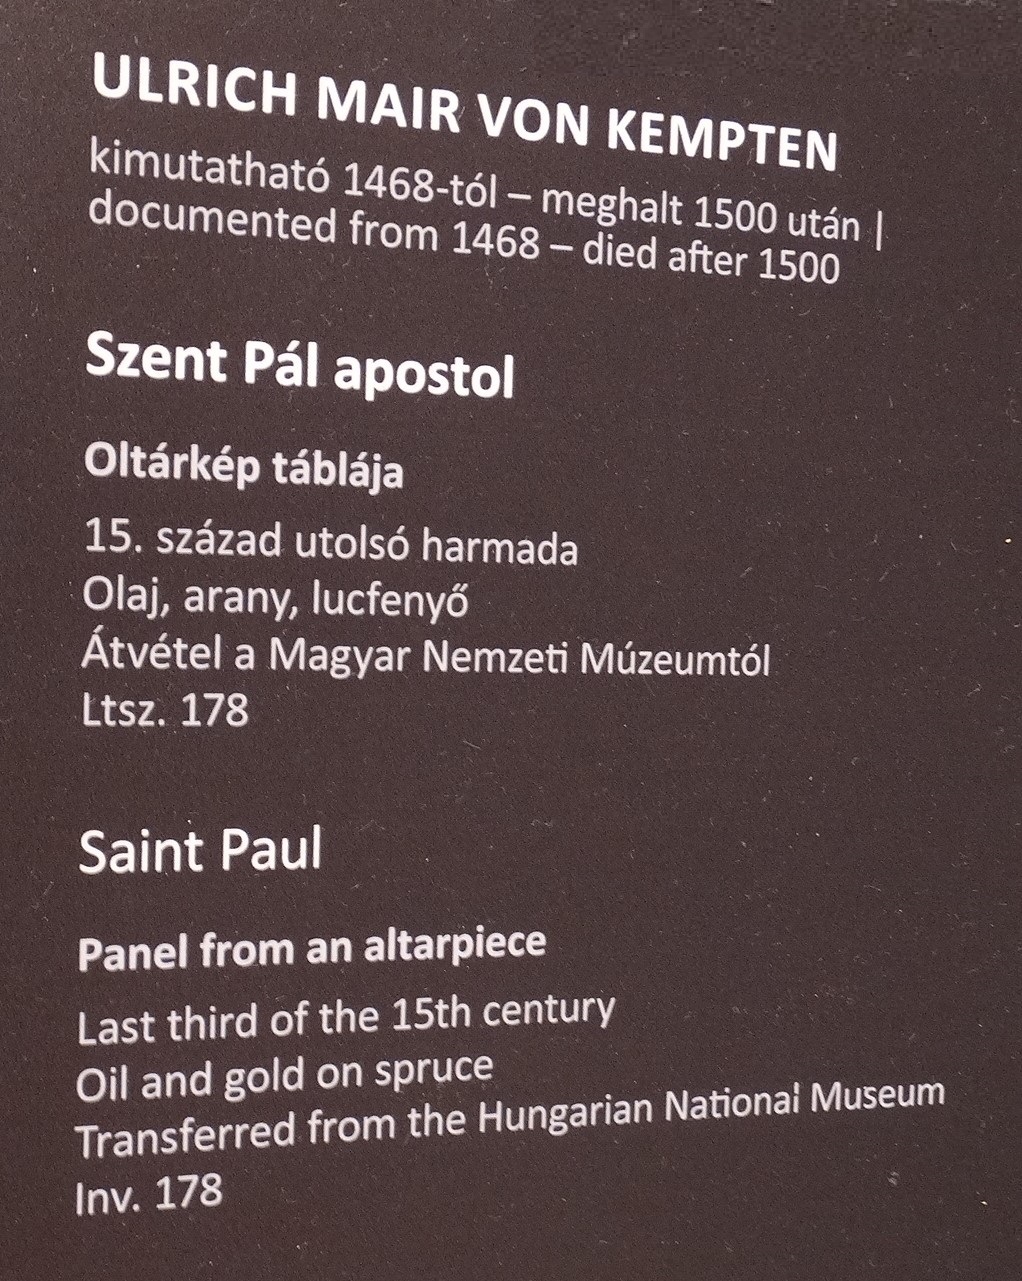 ULRICH MAIR VON KEMPTEN
kimutatható 1468-tól – meghalt 1500 után |
documented from 1468 – died after 1500
Szent Pál apostol
Oltárkép táblája
15. század utolsó harmada
Olaj, arany, lucfenyő
Átvétel a Magyar Nemzeti Múzeumtól
Ltsz. 178
Saint Paul
Panel from an altarpiece
Last third of the 15th century
Oil and gold on spruce
Transferred from the Hungarian National Museum
Inv. 178